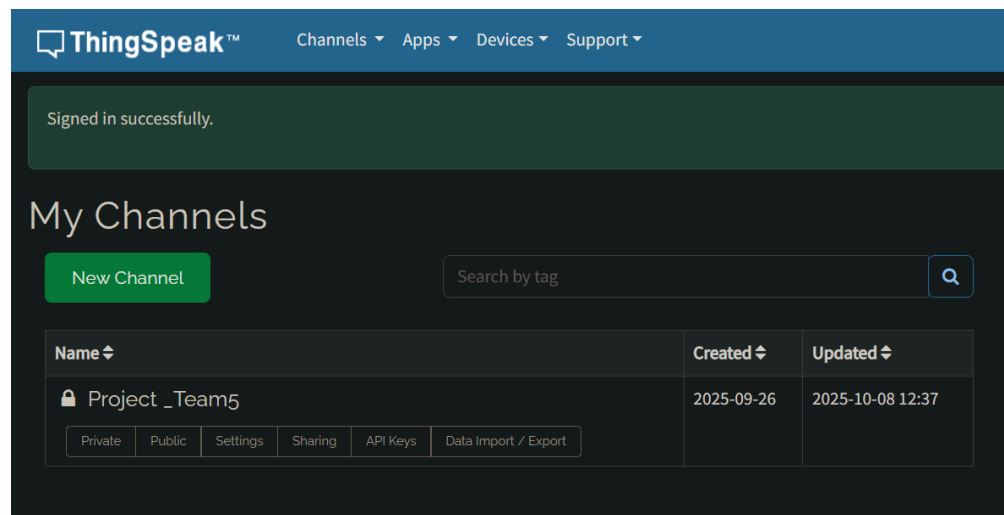 ThingSpeak™ Channels Apps Devices Support
Signed in successfully.
My Channels
New Channel Search by tag
Name Created Updated
Project _Team5 2025-09-26 2025-10-08 12:37
Private Public Settings Sharing API Keys Data Import / Export